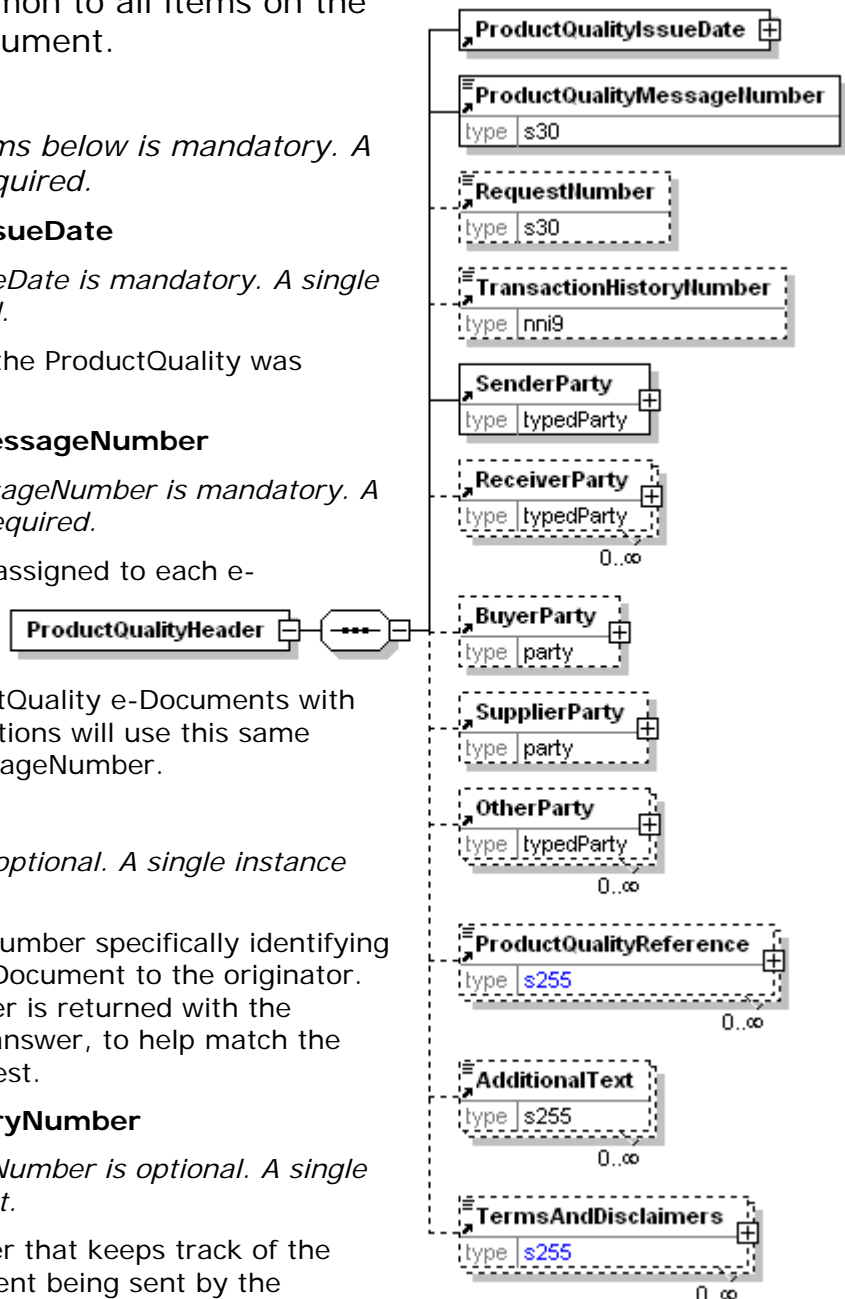 mon to all items on the
ument.
ms below is mandatory. A
quired.
sueDate
eDate is mandatory. A single
d.
the ProductQuality was
essageNumber
sageNumber is mandatory. A
equired.
assigned to each e-
tQuality e-Documents with
tions will use this same
ageNumber.
optional. A single instance
umber specifically identifying
Document to the originator.
er is returned with the
answer, to help match the
est.
ryNumber
Number is optional. A single
t.
er that keeps track of the
ent being sent by the
ProductQualityHeader
ProductQualityIssueDate
ProductQualityMessageNumber
type s30
RequestNumber
type s30
TransactionHistoryNumber
type nni9
SenderParty
type typedParty
ReceiverParty
type typedParty
0..∞
BuyerParty
type party
SupplierParty
type party
OtherParty
type typedParty
0..∞
ProductQualityReference
type s255
0..∞
AdditionalText
type s255
0..∞
TermsAndDisclaimers
type s255
0..∞